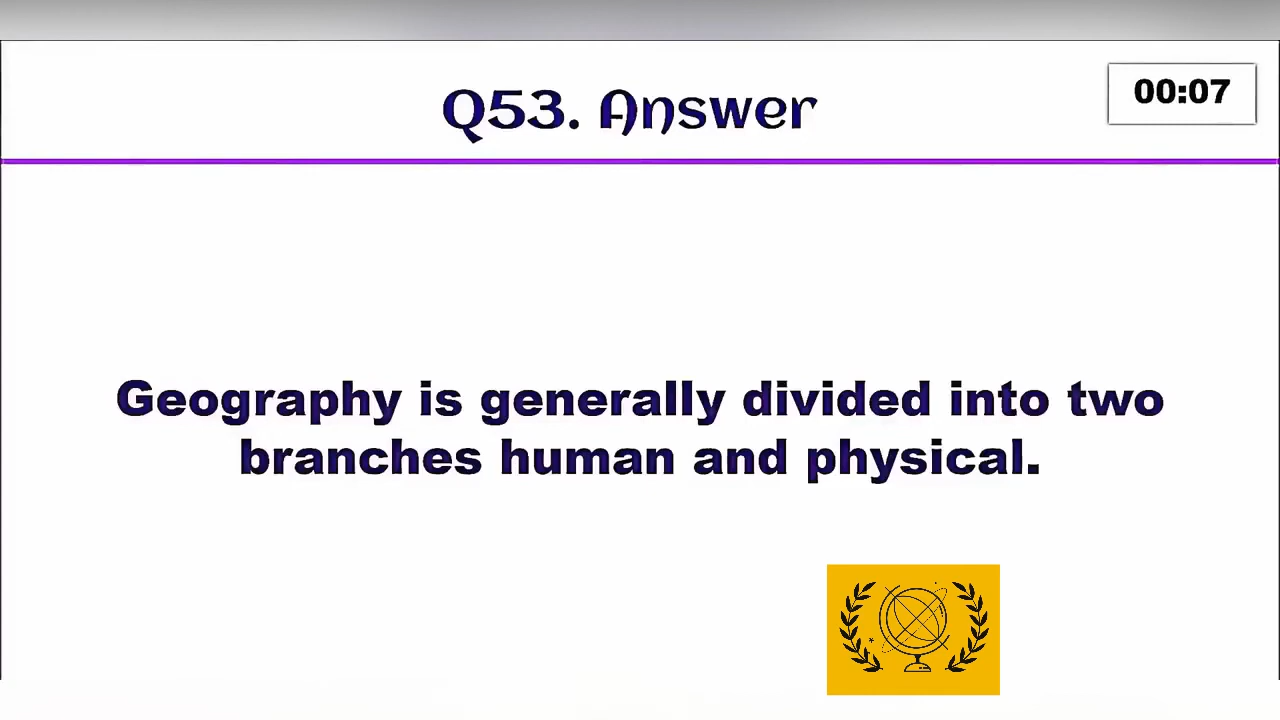 Q53. Answer
00:07
Geography is generally divided into two
branches human and physical.